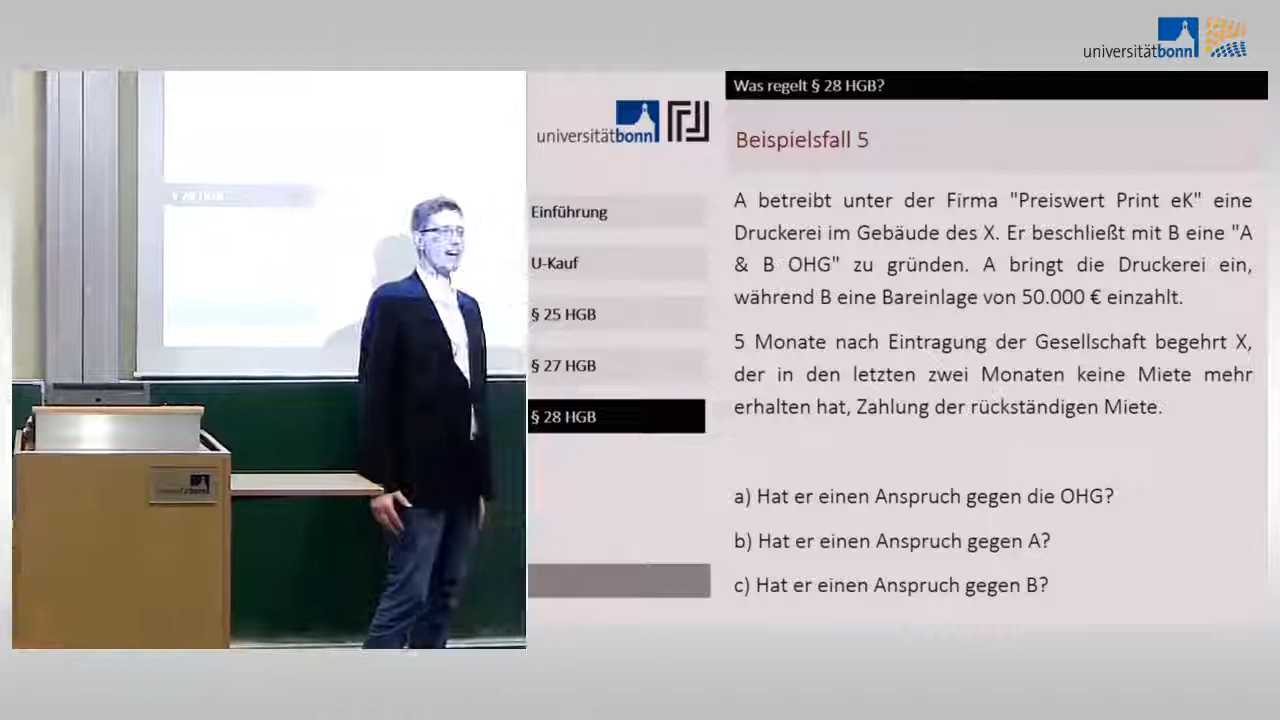 universitätbonn
Was regelt § 28 HGB?
universitätbonn
Beispielsfall 5
Einführung
U-Kauf
§ 25 HGB
§ 27 HGB
§ 28 HGB
A betreibt unter der Firma "Preiswert Print eK" eine
Druckerei im Gebäude des X. Er beschließt mit B eine "A
& B OHG" zu gründen. A bringt die Druckerei ein,
während B eine Bareinlage von 50.000 € einzahlt.
5 Monate nach Eintragung der Gesellschaft begehrt X,
der in den letzten zwei Monaten keine Miete mehr
erhalten hat, Zahlung der rückständigen Miete.
a) Hat er einen Anspruch gegen die OHG?
b) Hat er einen Anspruch gegen A?
c) Hat er einen Anspruch gegen B?
§ 28 HGB
universitätbonn